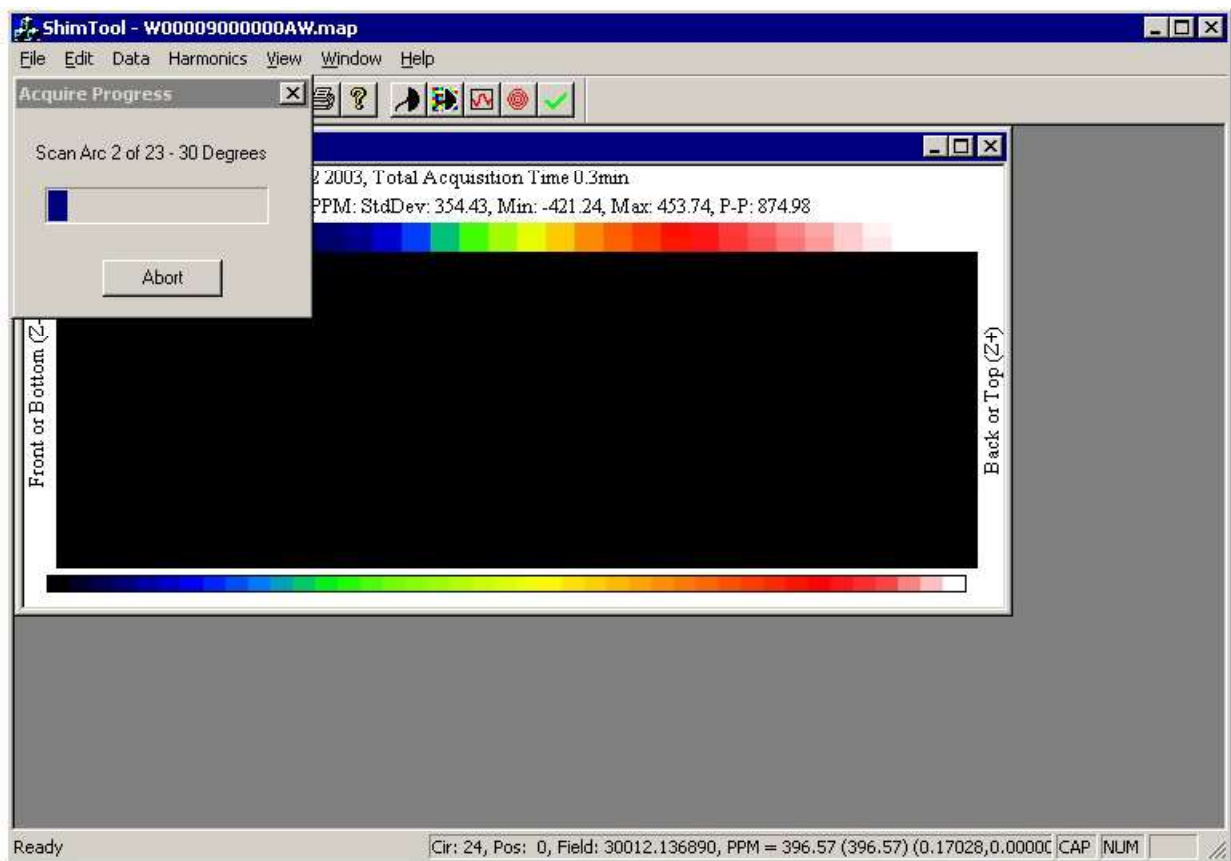 ShimTool - W00009000000AW.map
File Edit Data Harmonics View Window Help
Acquire Progress
Scan Arc 2 of 23 - 30 Degrees
Abort
2003, Total Acquisition Time 0.3min
PPM: StdDev: 354.43, Min: -421.24, Max: 453.74, P-P: 874.98
Front or Bottom (Z-
Back or Top (Z+)
Ready
Cir: 24, Pos: 0, Field: 30012.136890, PPM = 396.57 (396.57) (0.17028,0.0000
CAP
NUM